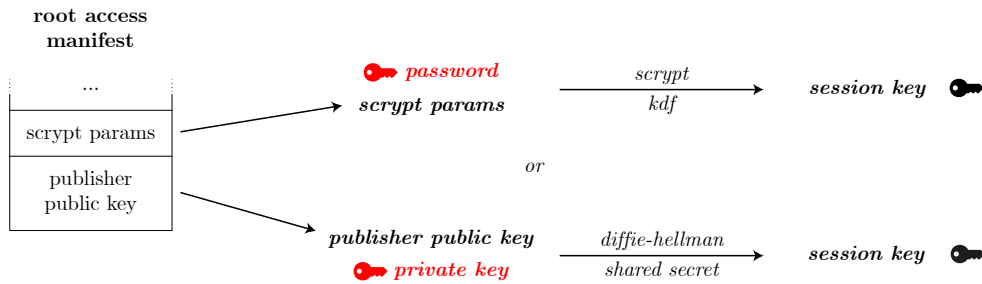 root access
manifest
...
scrypt params
publisher
public key
password
scrypt params
scrypt
kdf
session key
or
publisher public key
private key
diffie-hellman
shared secret
session key